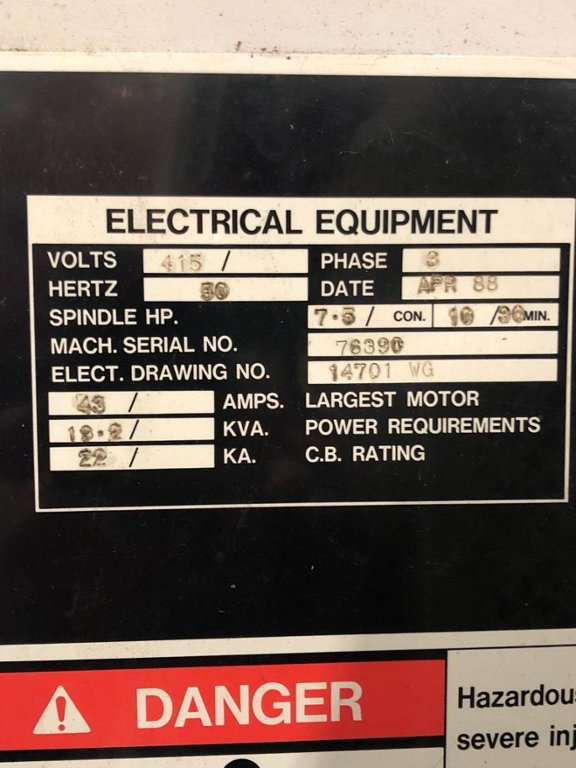 ELECTRICAL EQUIPMENT
VOLTS 415 / PHASE 3
HERTZ 50 DATE APR 88
SPINDLE HP. 7.5 / CON. 10 /30 MIN.
MACH. SERIAL NO. 76390
ELECT. DRAWING NO. 14701 WG
43 / AMPS. LARGEST MOTOR
/ KVA. POWER REQUIREMENTS
22 / KA. C.B. RATING
DANGER
Hazardous
severe inj